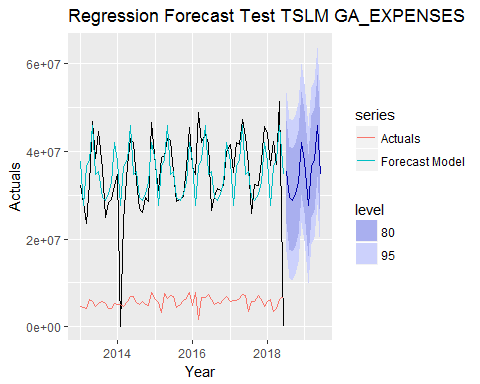 Regression Forecast Test TSLM GA_EXPENSES
6e+07
4e+07
2e+07
0e+00
Actuals
2014
2016
2018
Year
series
Actuals
Forecast Model
level
80
95